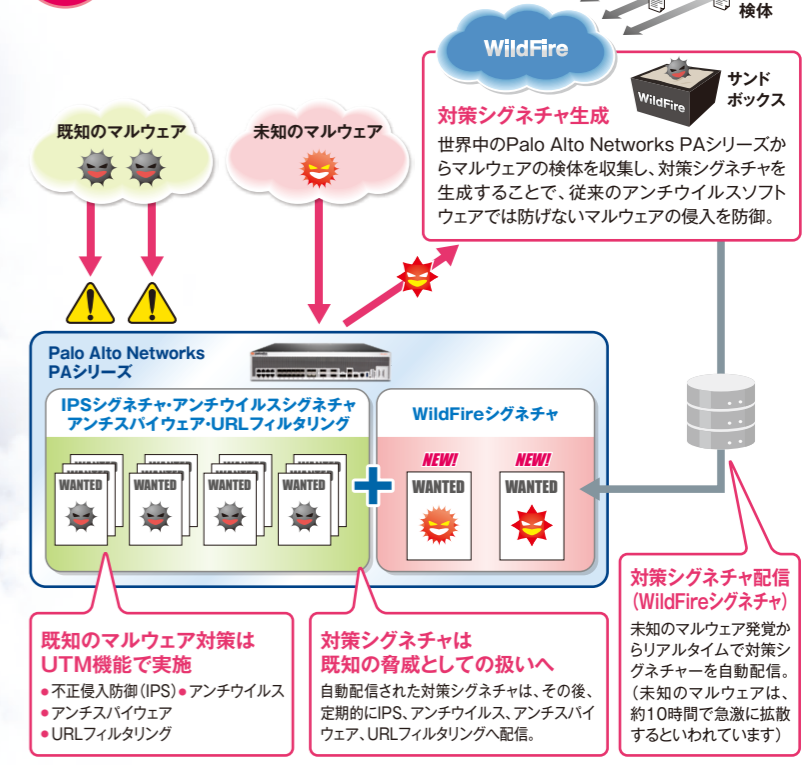 検体
WildFire
WildFire
サンド
ボックス
対策シグネチャ生成
世界中のPalo Alto Networks PAシリーズか
らマルウェアの検体を収集し、対策シグネチャを
生成することで、従来のアンチウイルスソフト
ウェアでは防げないマルウェアの侵入を防御。
既知のマルウェア
未知のマルウェア
Palo Alto Networks
PAシリーズ
IPSシグネチャ・アンチウイルスシグネチャ
アンチスパイウェア・URLフィルタリング
WANTED
WANTED
WANTED
WANTED
WildFireシグネチャ
NEW!
NEW!
WANTED
WANTED
既知のマルウェア対策は
UTM機能で実施
●不正侵入防御(IPS)●アンチウイルス
●アンチスパイウェア
●URLフィルタリング
対策シグネチャは
既知の脅威としての扱いへ
自動配信された対策シグネチャは、その後、
定期的にIPS、アンチウイルス、アンチスパイ
ウェア、URLフィルタリングへ配信。
対策シグネチャ配信
(WildFireシグネチャ)
未知のマルウェア発覚か
らリアルタイムで対策シ
グネチャーを自動配信。
(未知のマルウェアは、
約10時間で急激に拡散
するといわれています)